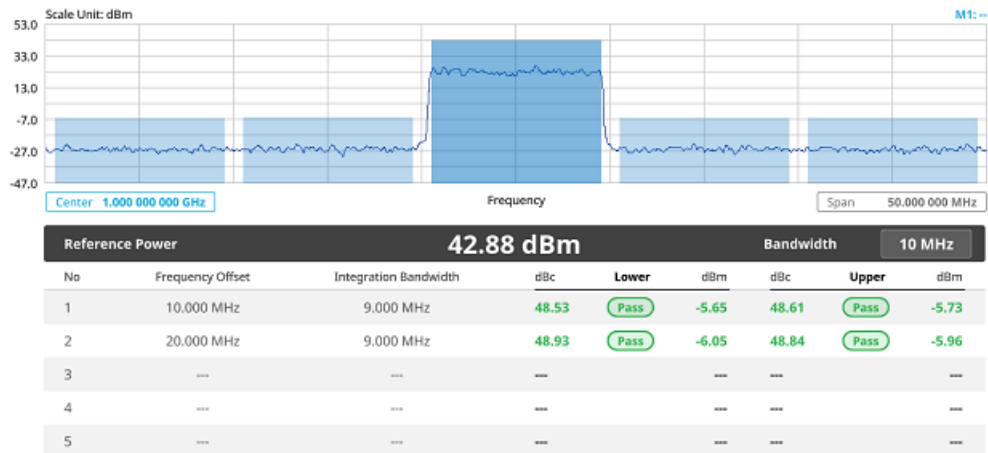 Scale Unit: dBm M1: --
53.0
33.0
13.0
-7.0
-27.0
-47.0
Center 1.000 000 000 GHz Frequency Span 50.000 000 MHz
Reference Power 42.88 dBm Bandwidth 10 MHz
No Frequency Offset Integration Bandwidth dBc Lower dBm dBc Upper dBm
1 10.000 MHz 9.000 MHz 48.53 Pass -5.65 48.61 Pass -5.73
2 20.000 MHz 9.000 MHz 48.93 Pass -6.05 48.84 Pass -5.96
3 --- --- --- --- --- ---
4 --- --- --- --- --- ---
5 --- --- --- --- --- ---